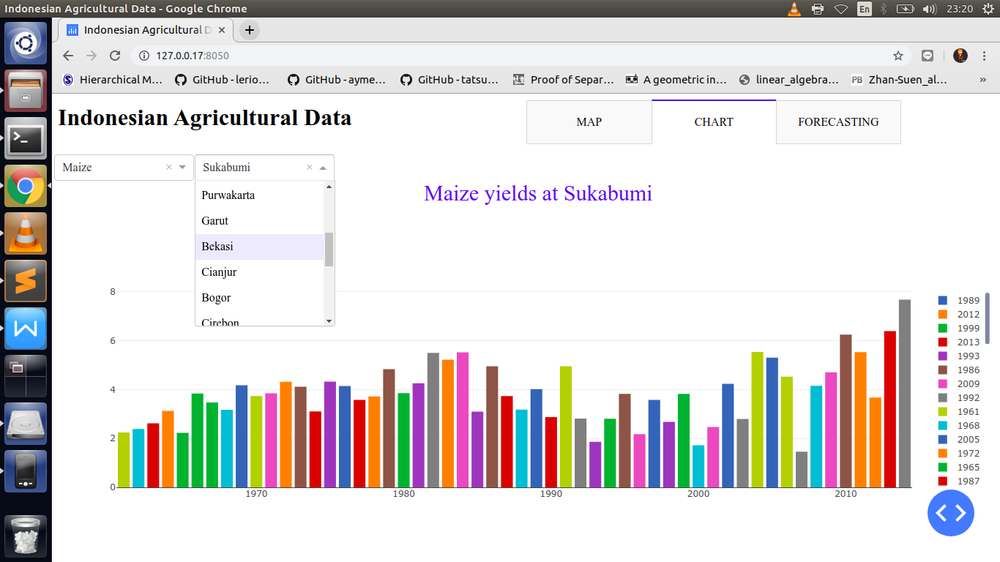 Indonesian Agricultural Data - Google Chrome
En
23:20
Indonesian Agricultural D
127.0.0.17:8050
Hierarchical M...
GitHub - lerio...
GitHub - ayme...
GitHub - tatsu...
Proof of Separ...
A geometric in...
linear_algebra...
PB Zhan-Suen_al...
»
Indonesian Agricultural Data
MAP
CHART
FORECASTING
Maize
Sukabumi
Purwakarta
Garut
Bekasi
Cianjur
Bogor
Cirebon
Maize yields at Sukabumi
8
6
4
2
0
1970
1980
1990
2000
2010
1989
2012
1999
2013
1993
1986
2009
1992
1961
1968
2005
1972
1965
1987